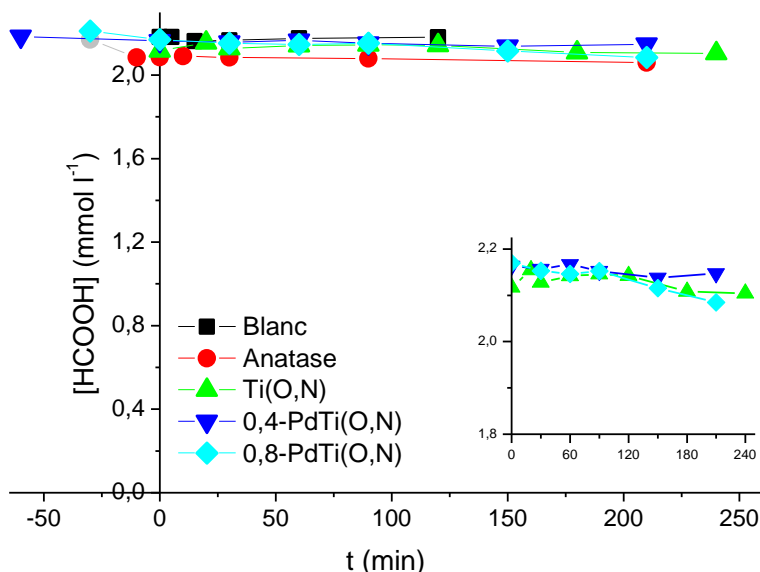 2,0
1,6
1,2
0,8
0,4
0,0
[HCOOH] (mmol l⁻¹)
Blanc
Anatase
Ti(O,N)
0,4-PdTi(O,N)
0,8-PdTi(O,N)
2,2
2,0
1,8
0 60 120 180 240
-50 0 50 100 150 200 250
t (min)